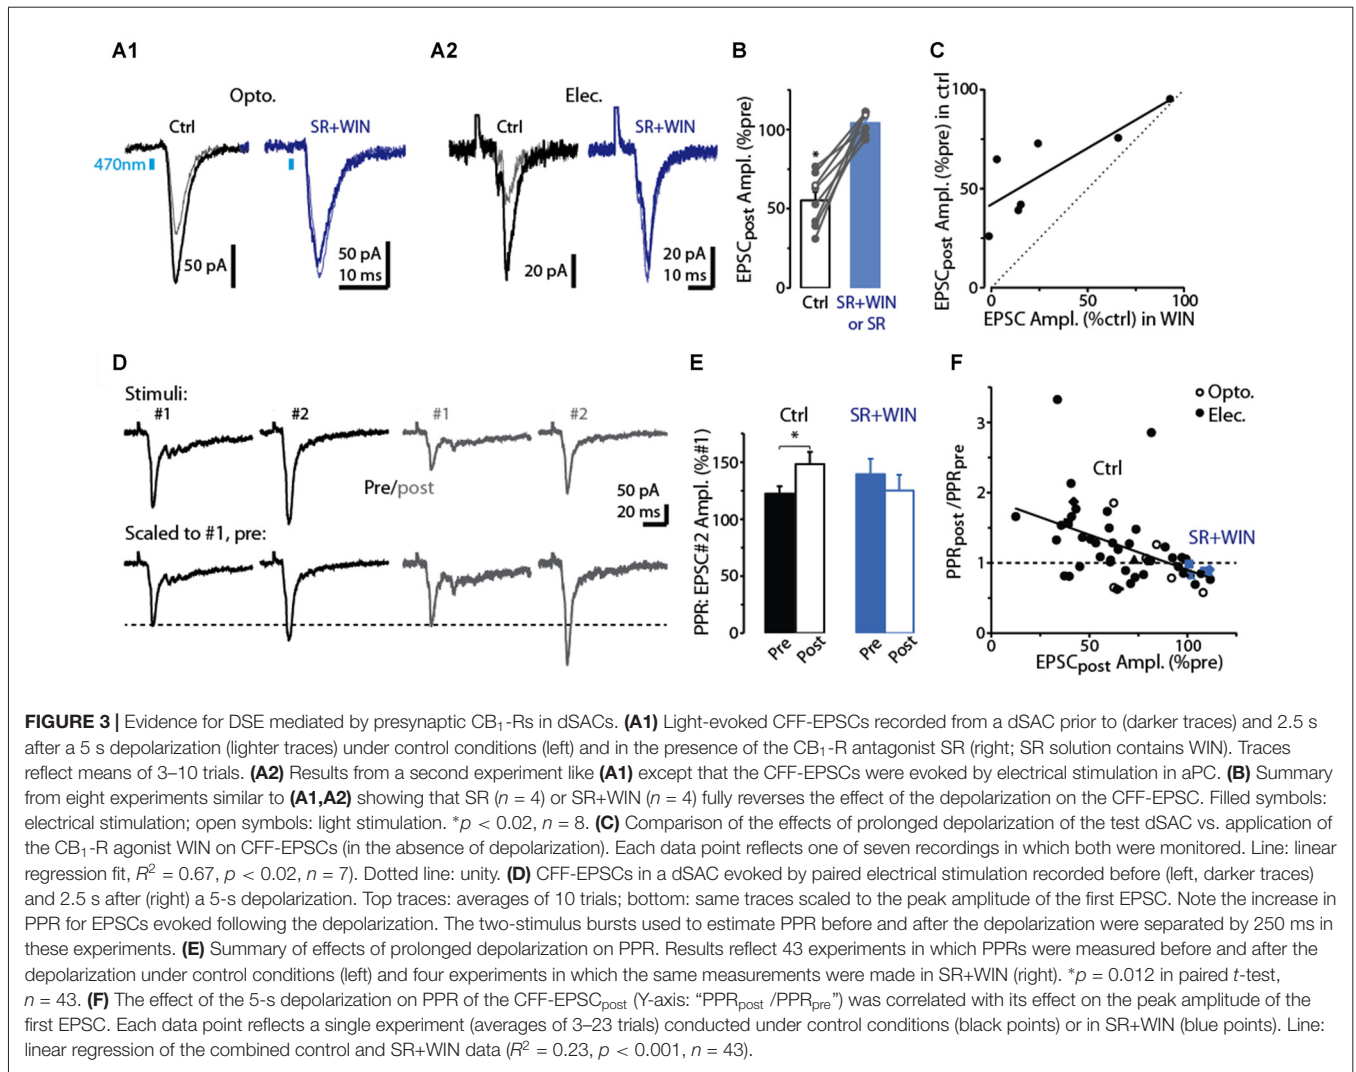 A1
A2
B
C
Opto.
Elec.
Ctrl
SR+WIN
Ctrl
SR+WIN
470nm
50 pA
50 pA
10 ms
20 pA
20 pA
10 ms
EPSCpost Ampl. (%pre)
100
50
0
*
Ctrl
SR+WIN
or SR
EPSCpost Ampl. (%pre) in ctrl
100
50
0
0
50
100
EPSC Ampl. (%ctrl) in WIN
D
E
F
Stimuli:
#1
#2
#1
#2
Pre/post
50 pA
20 ms
Scaled to #1, pre:
Ctrl
SR+WIN
*
PPR: EPSC#2 Ampl. (%#1)
150
100
50
0
Pre
Post
Pre
Post
Opto.
Elec.
Ctrl
SR+WIN
PPRpost /PPRpre
3
2
1
0
0
50
100
EPSCpost Ampl. (%pre)
FIGURE 3 | Evidence for DSE mediated by presynaptic CB1-Rs in dSACs. (A1) Light-evoked CFF-EPSCs recorded from a dSAC prior to (darker traces) and 2.5 s
after a 5 s depolarization (lighter traces) under control conditions (left) and in the presence of the CB1-R antagonist SR (right; SR solution contains WIN). Traces
reflect means of 3–10 trials. (A2) Results from a second experiment like (A1) except that the CFF-EPSCs were evoked by electrical stimulation in aPC. (B) Summary
from eight experiments similar to (A1,A2) showing that SR (n = 4) or SR+WIN (n = 4) fully reverses the effect of the depolarization on the CFF-EPSC. Filled symbols:
electrical stimulation; open symbols: light stimulation. *p < 0.02, n = 8. (C) Comparison of the effects of prolonged depolarization of the test dSAC vs. application of
the CB1-R agonist WIN on CFF-EPSCs (in the absence of depolarization). Each data point reflects one of seven recordings in which both were monitored. Line: linear
regression fit, R2 = 0.67, p < 0.02, n = 7). Dotted line: unity. (D) CFF-EPSCs in a dSAC evoked by paired electrical stimulation recorded before (left, darker traces)
and 2.5 s after (right) a 5-s depolarization. Top traces: averages of 10 trials; bottom: same traces scaled to the peak amplitude of the first EPSC. Note the increase in
PPR for EPSCs evoked following the depolarization. The two-stimulus bursts used to estimate PPR before and after the depolarization were separated by 250 ms in
these experiments. (E) Summary of effects of prolonged depolarization on PPR. Results reflect 43 experiments in which PPRs were measured before and after the
depolarization under control conditions (left) and four experiments in which the same measurements were made in SR+WIN (right). *p = 0.012 in paired t-test,
n = 43. (F) The effect of the 5-s depolarization on PPR of the CFF-EPSCpost (Y-axis: “PPRpost /PPRpre”) was correlated with its effect on the peak amplitude of the
first EPSC. Each data point reflects a single experiment (averages of 3–23 trials) conducted under control conditions (black points) or in SR+WIN (blue points). Line:
linear regression of the combined control and SR+WIN data (R2 = 0.23, p < 0.001, n = 43).